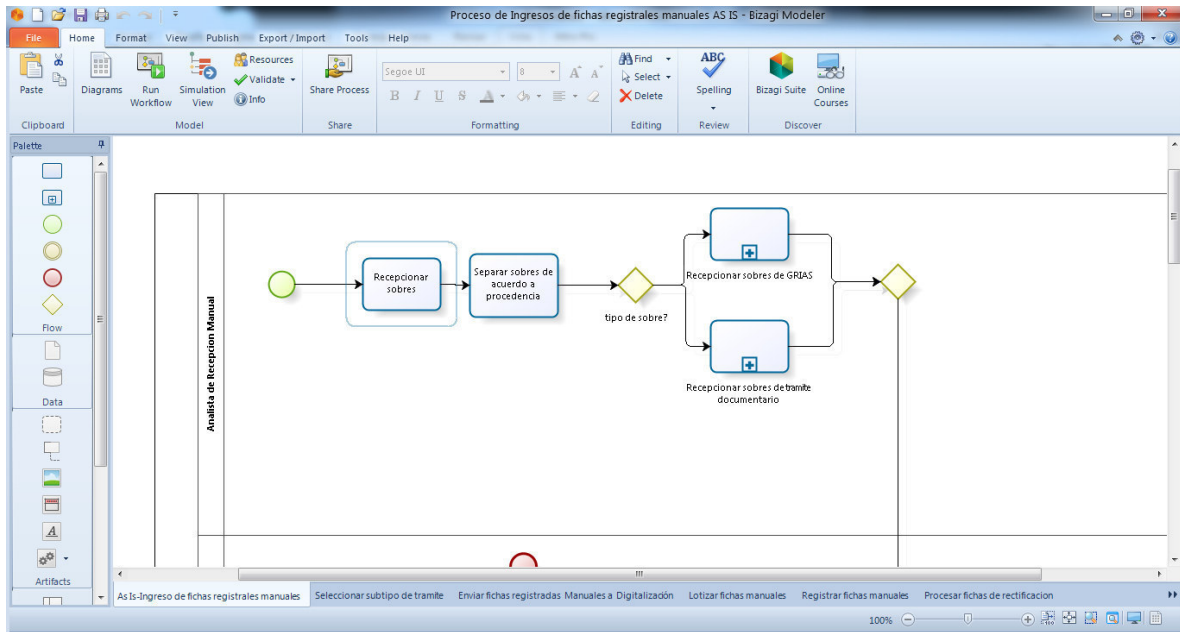 Proceso de Ingresos de fichas registrales manuales AS IS - Bizagi Modeler
File Home Format View Publish Export / Import Tools Help
Paste
Clipboard
Diagrams
Run Workflow
Simulation View
Resources
Validate
Info
Model
Share Process
Share
Segoe UI 8
B I U S A
Formatting
Find
Select
Delete
Editing
ABC
Spelling
Review
Bizagi Suite
Online Courses
Discover
Palette
Flow
Data
A
Artifacts
Analista de Recepcion Manual
Recepcionar
sobres
Separar sobres de
acuerdo a
procedencia
tipo de sobre?
Recepcionar sobres de GRIAS
Recepcionar sobres de tramite
documentario
As Is-Ingreso de fichas registrales manuales Seleccionar subtipo de tramite Enviar fichas registradas Manuales a Digitalización Lotizar fichas manuales Registrar fichas manuales Procesar fichas de rectificacion
100%